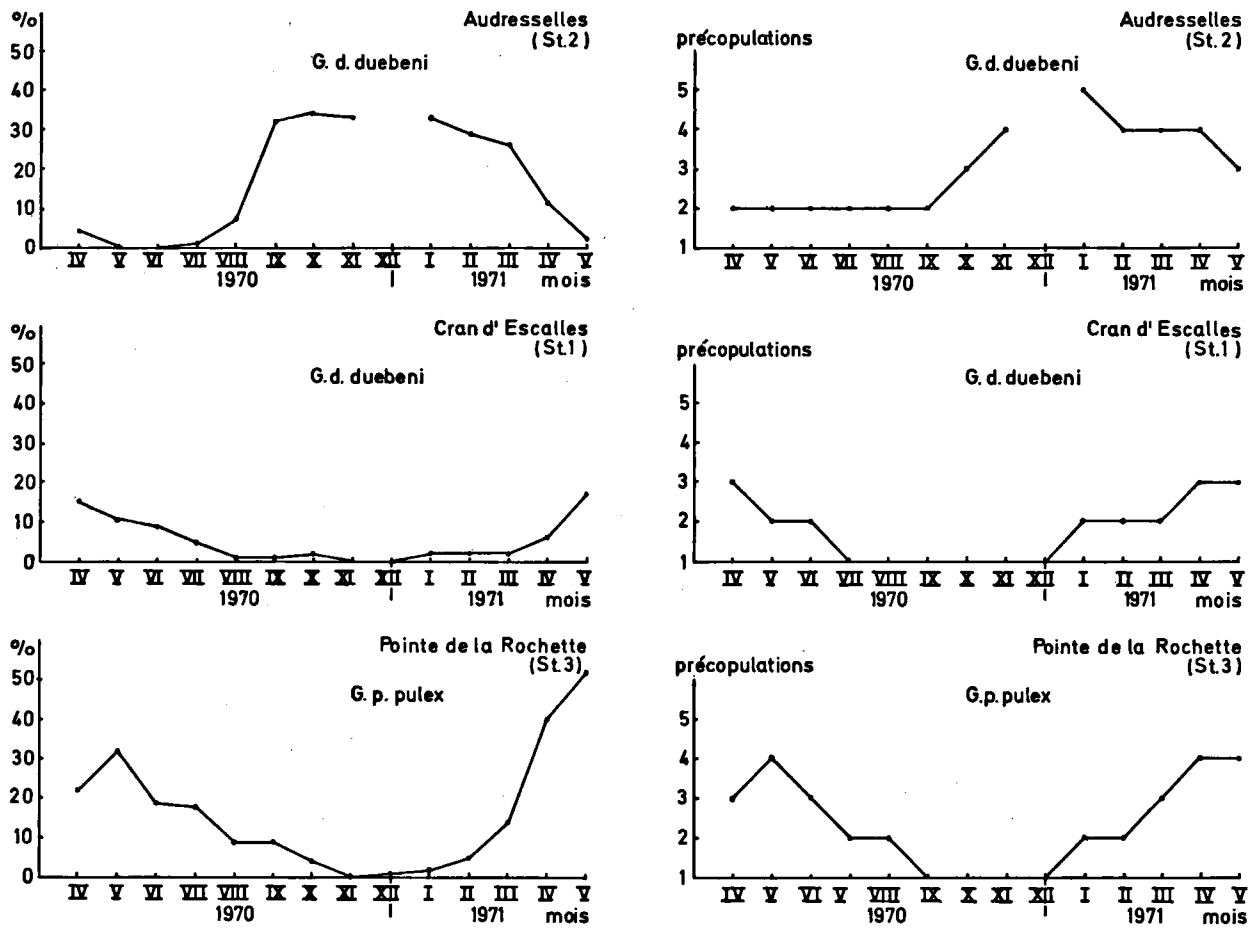 %
50
40
30
20
10
0
Audresselles
(St.2)
G. d. duebeni
IV V VI VII VIII IX X XI XII I II III IV V
1970 1971 mois
précopulations
5
4
3
2
1
Audresselles
(St.2)
G. d. duebeni
IV V VI VII VIII IX X XI XII I II III IV V
1970 1971 mois
%
50
40
30
20
10
0
Cran d' Escalles
(St.1)
G. d. duebeni
IV V VI VII VIII IX X XI XII I II III IV V
1970 1971 mois
précopulations
5
4
3
2
1
Cran d' Escalles
(St.1)
G. d. duebeni
IV V VI VII VIII IX X XI XII I II III IV V
1970 1971 mois
%
50
40
30
20
10
0
Pointe de la Rochette
(St.3)
G. p. pulex
IV V VI VII VIII IX X XI XII I II III IV V
1970 1971 mois
précopulations
5
4
3
2
1
Pointe de la Rochette
(St.3)
G.p. pulex
IV V VI VII V VIII IX X XI XII I II III IV V
1970 1971 mois